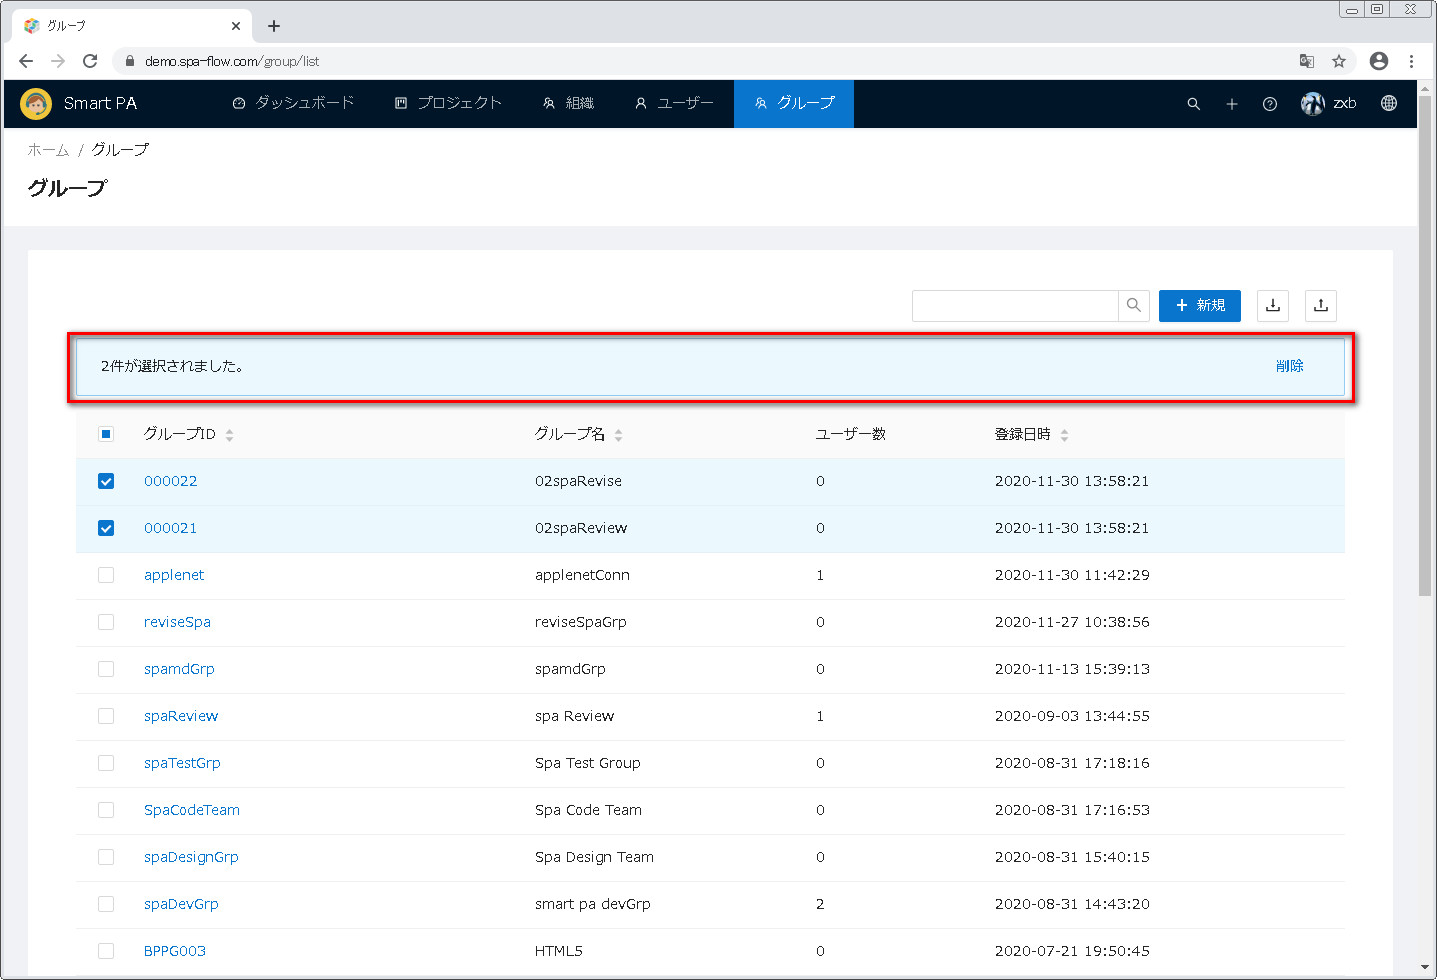 グループ
demo.spa-flow.com/group/list
Smart PA ダッシュボード プロジェクト 組織 ユーザー グループ zxb
ホーム / グループ
グループ
新規
2件が選択されました。 削除
グループID グループ名 ユーザー数 登録日時
000022 02spaRevise 0 2020-11-30 13:58:21
000021 02spaReview 0 2020-11-30 13:58:21
applenet applenetConn 1 2020-11-30 11:42:29
reviseSpa reviseSpaGrp 0 2020-11-27 10:38:56
spamdGrp spamdGrp 0 2020-11-13 15:39:13
spaReview spa Review 1 2020-09-03 13:44:55
spaTestGrp Spa Test Group 0 2020-08-31 17:18:16
SpaCodeTeam Spa Code Team 0 2020-08-31 17:16:53
spaDesignGrp Spa Design Team 0 2020-08-31 15:40:15
spaDevGrp smart pa devGrp 2 2020-08-31 14:43:20
BPPG003 HTML5 0 2020-07-21 19:50:45